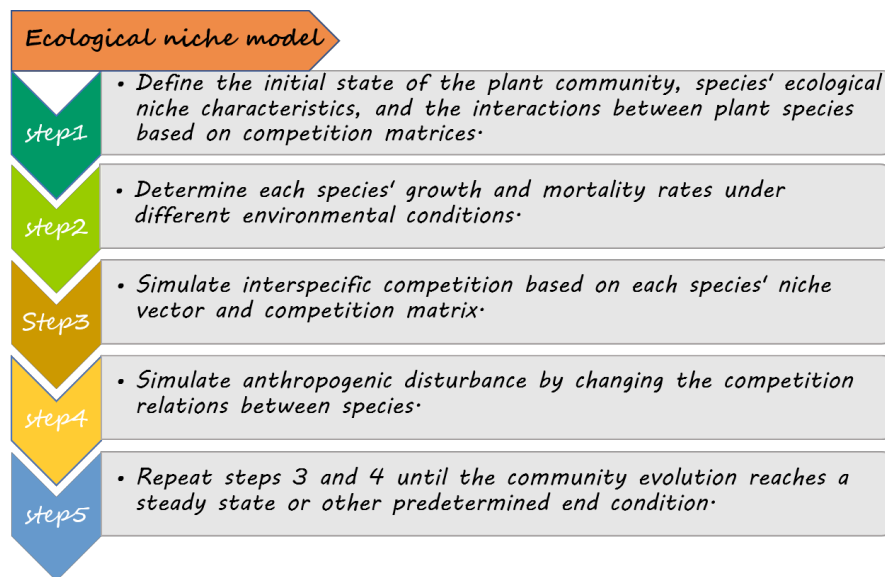 Ecological niche model
step1
• Define the initial state of the plant community, species' ecological
niche characteristics, and the interactions between plant species
based on competition matrices.
step2
• Determine each species' growth and mortality rates under
different environmental conditions.
Step3
• Simulate interspecific competition based on each species' niche
vector and competition matrix.
step4
• Simulate anthropogenic disturbance by changing the competition
relations between species.
step5
• Repeat steps 3 and 4 until the community evolution reaches a
steady state or other predetermined end condition.